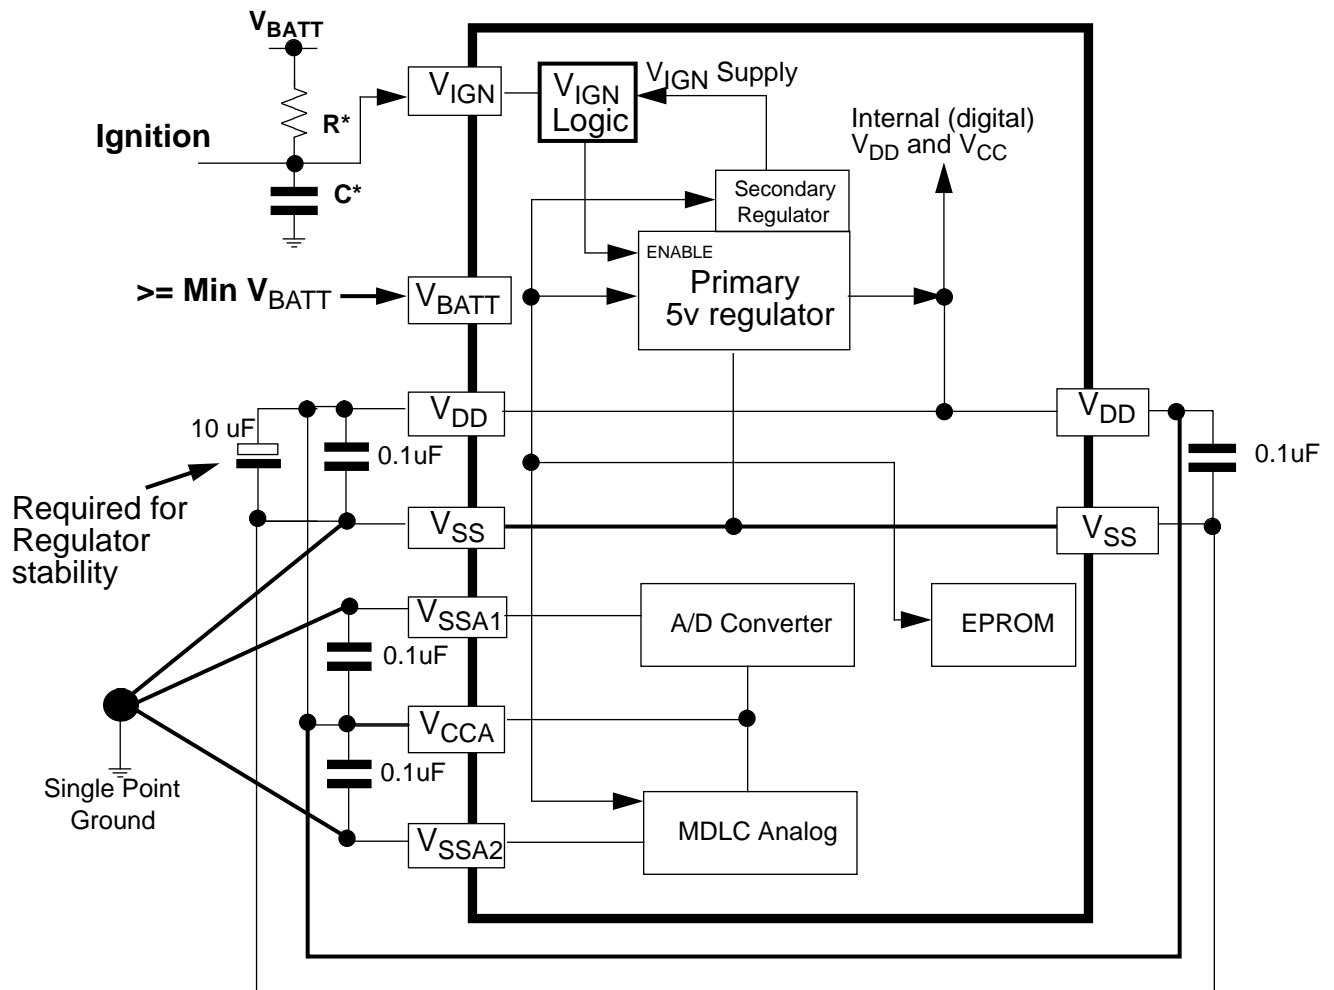 VBATT
VIGN
VIGN
Logic
VIGN Supply
Ignition
R*
C*
Internal (digital)
VDD and VCC
Secondary
Regulator
ENABLE
Primary
5v regulator
>= Min VBATT
VBATT
VDD
VDD
10 uF
0.1uF
0.1uF
Required for
Regulator
stability
VSS
VSS
VSSA1
A/D Converter
EPROM
0.1uF
VCCA
0.1uF
Single Point
Ground
MDLC Analog
VSSA2